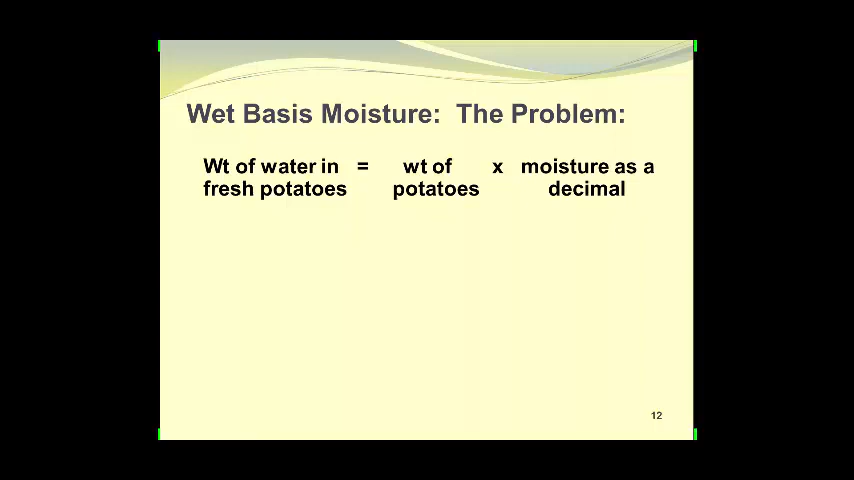 Wet Basis Moisture: The Problem:
Wt of water in = wt of x moisture as a
fresh potatoes potatoes decimal
12